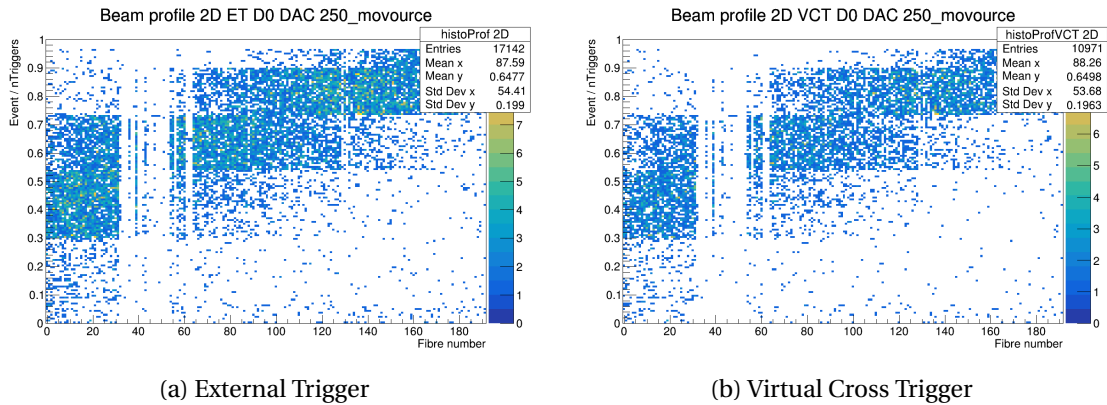 Beam profile 2D ET D0 DAC 250_movource
histoProf 2D
Entries 17142
Mean x 87.59
Mean y 0.6477
Std Dev x 54.41
Std Dev y 0.199
Event / nTriggers
1
0.9
0.8
0.7
0.6
0.5
0.4
0.3
0.2
0.1
0
0 20 40 60 80 100 120 140 160 180
Fibre number
7
6
5
4
3
2
1
0
(a) External Trigger
Beam profile 2D VCT D0 DAC 250_movource
histoProfVCT 2D
Entries 10971
Mean x 88.26
Mean y 0.6498
Std Dev x 53.68
Std Dev y 0.1963
Event / nTriggers
1
0.9
0.8
0.7
0.6
0.5
0.4
0.3
0.2
0.1
0
0 20 40 60 80 100 120 140 160 180
Fibre number
6
5
4
3
2
1
0
(b) Virtual Cross Trigger